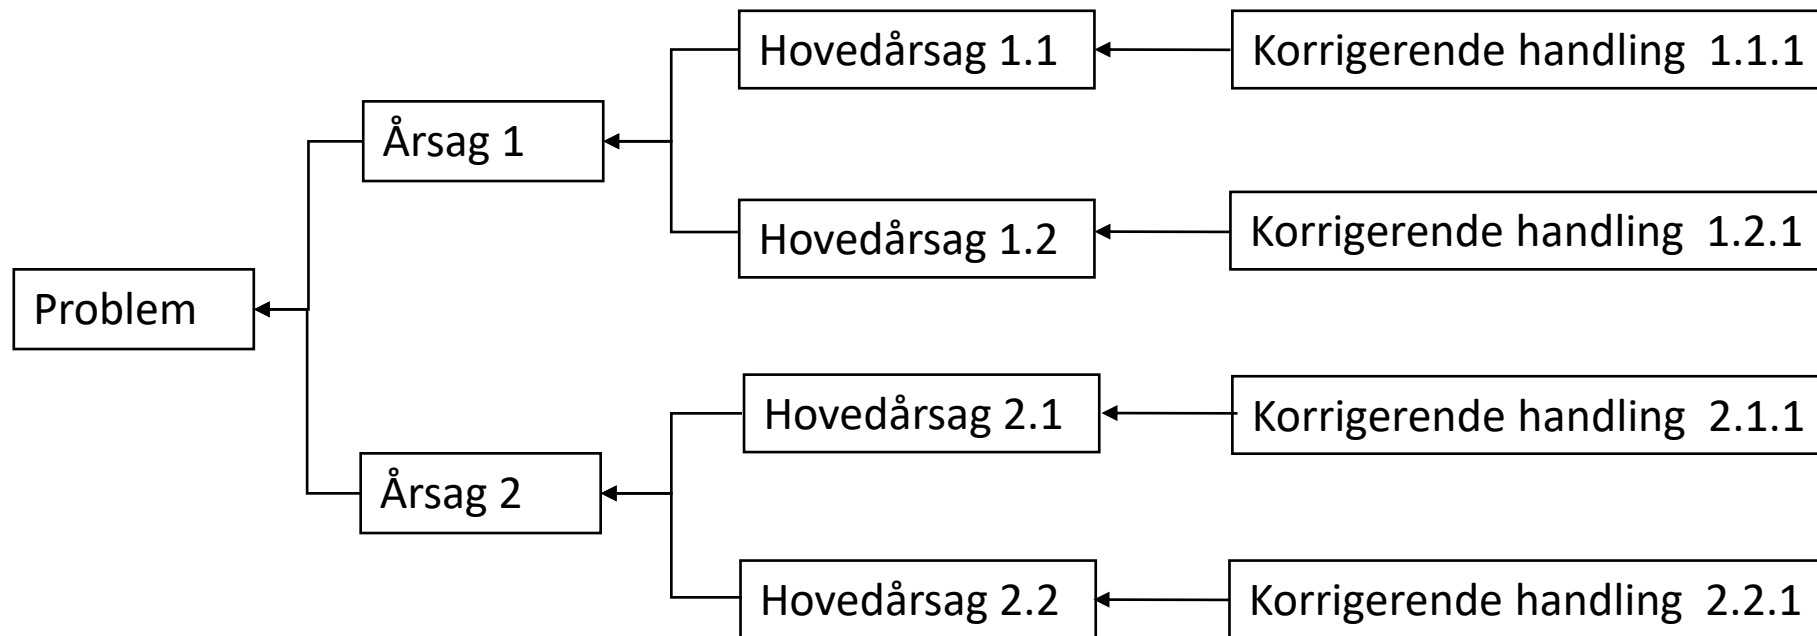 Hovedårsag 1.1
Korrigerende handling 1.1.1
Årsag 1
Hovedårsag 1.2
Korrigerende handling 1.2.1
Problem
Hovedårsag 2.1
Korrigerende handling 2.1.1
Årsag 2
Hovedårsag 2.2
Korrigerende handling 2.2.1